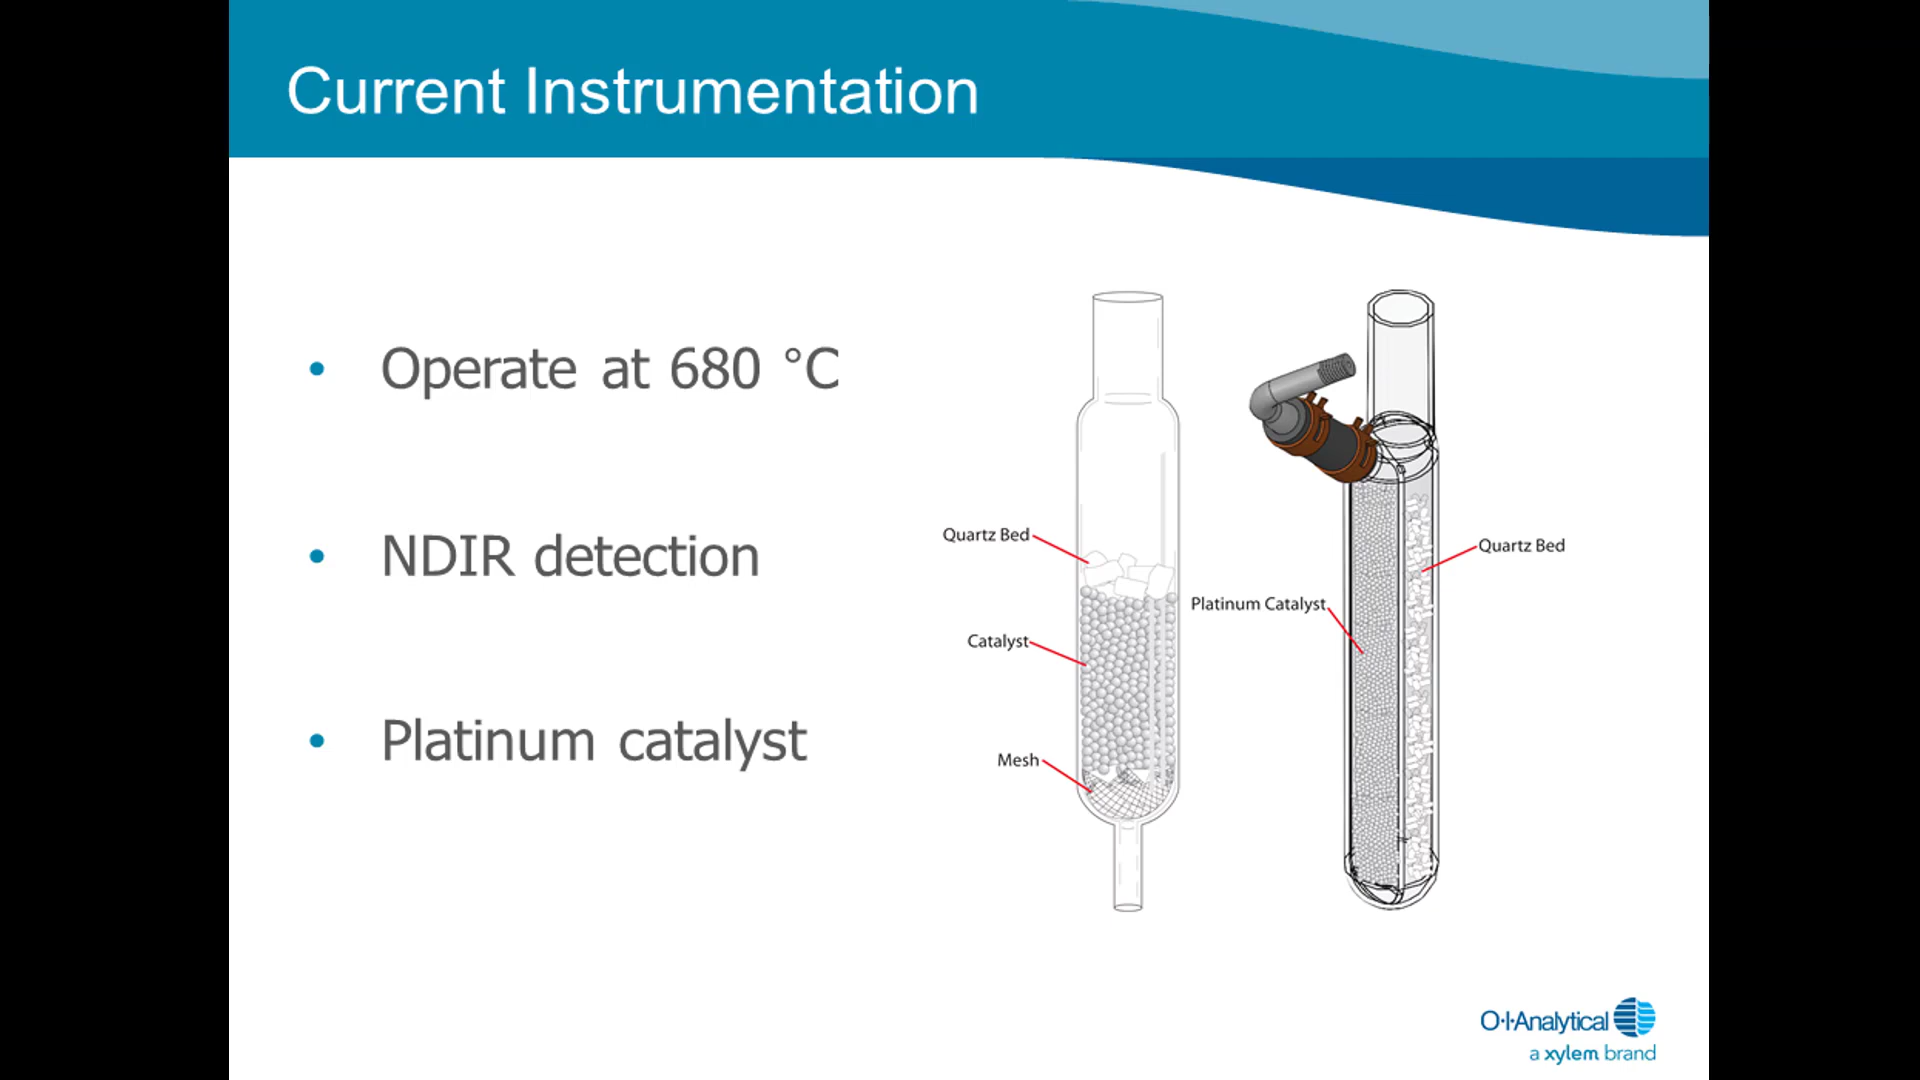 Current Instrumentation
• Operate at 680 °C
• NDIR detection
• Platinum catalyst
Quartz Bed
Catalyst
Mesh
Quartz Bed
Platinum Catalyst
O·I·Analytical
a xylem brand